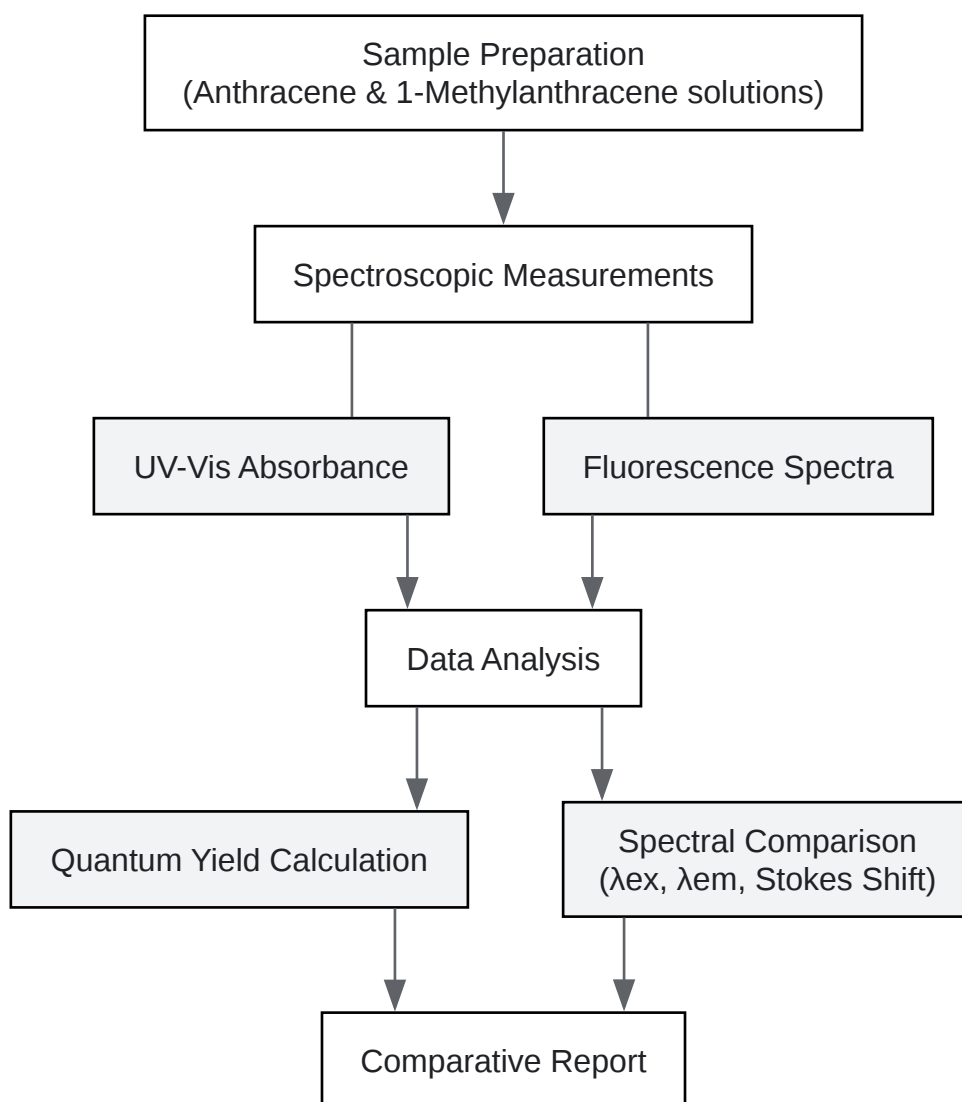 Sample Preparation
(Anthracene & 1-Methylanthracene solutions)
Spectroscopic Measurements
UV-Vis Absorbance
Fluorescence Spectra
Data Analysis
Quantum Yield Calculation
Spectral Comparison
(λex, λem, Stokes Shift)
Comparative Report